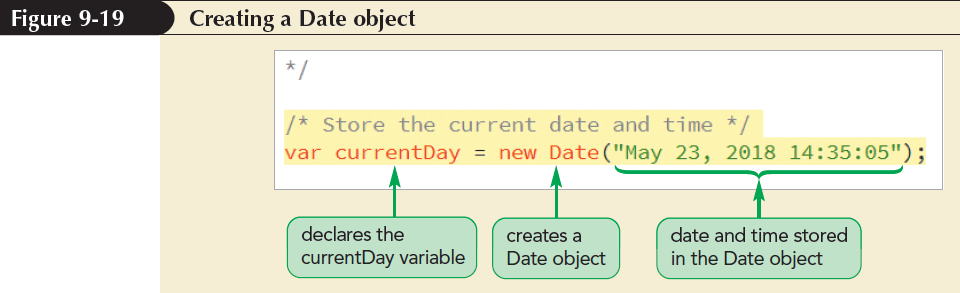 Figure 9-19
Creating a Date object
*/
/* Store the current date and time */
var currentDay = new Date("May 23, 2018 14:35:05");
declares the
currentDay variable
creates a
Date object
date and time stored
in the Date object